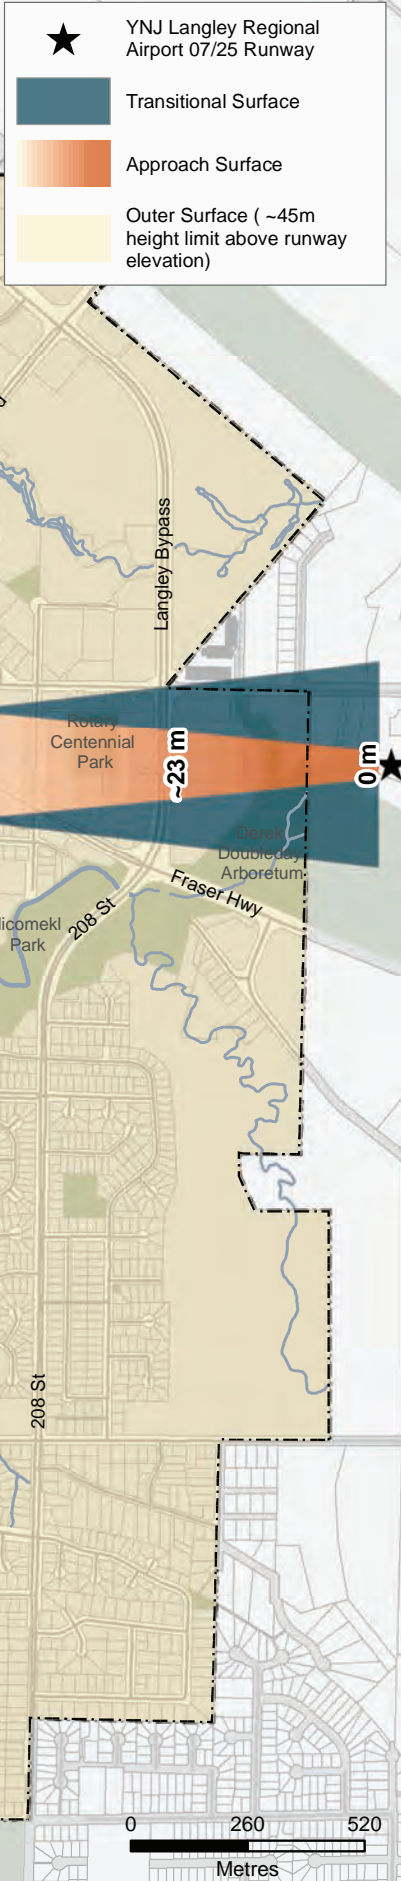 YNJ Langley Regional
Airport 07/25 Runway
Transitional Surface
Approach Surface
Outer Surface ( ~45m
height limit above runway
elevation)
Langley Bypass
Rotary
Centennial
Park
~23 m
0 m
Derek
Doubleday
Arboretum
Fraser Hwy
208 St
Park
208 St
0 260 520
Metres